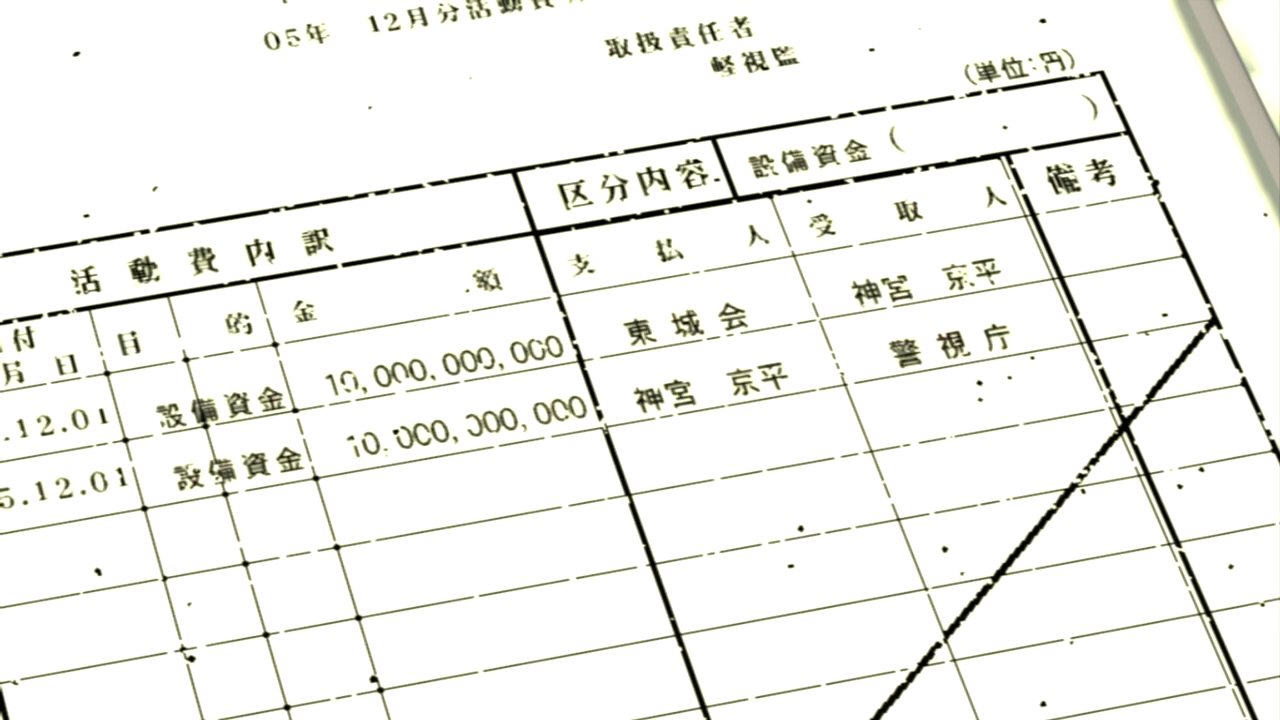 05年 12月分活動費
取扱責任者
軽視監
(単位:円)
区分内容 設備資金 ( )
活動費内訳 支払人 受取人 備考
付 目的 金額
月日
.12.01 設備資金 10,000,000,000 東城会 神宮 京平
5.12.01 設備資金 10,000,000,000 神宮 京平 警視庁